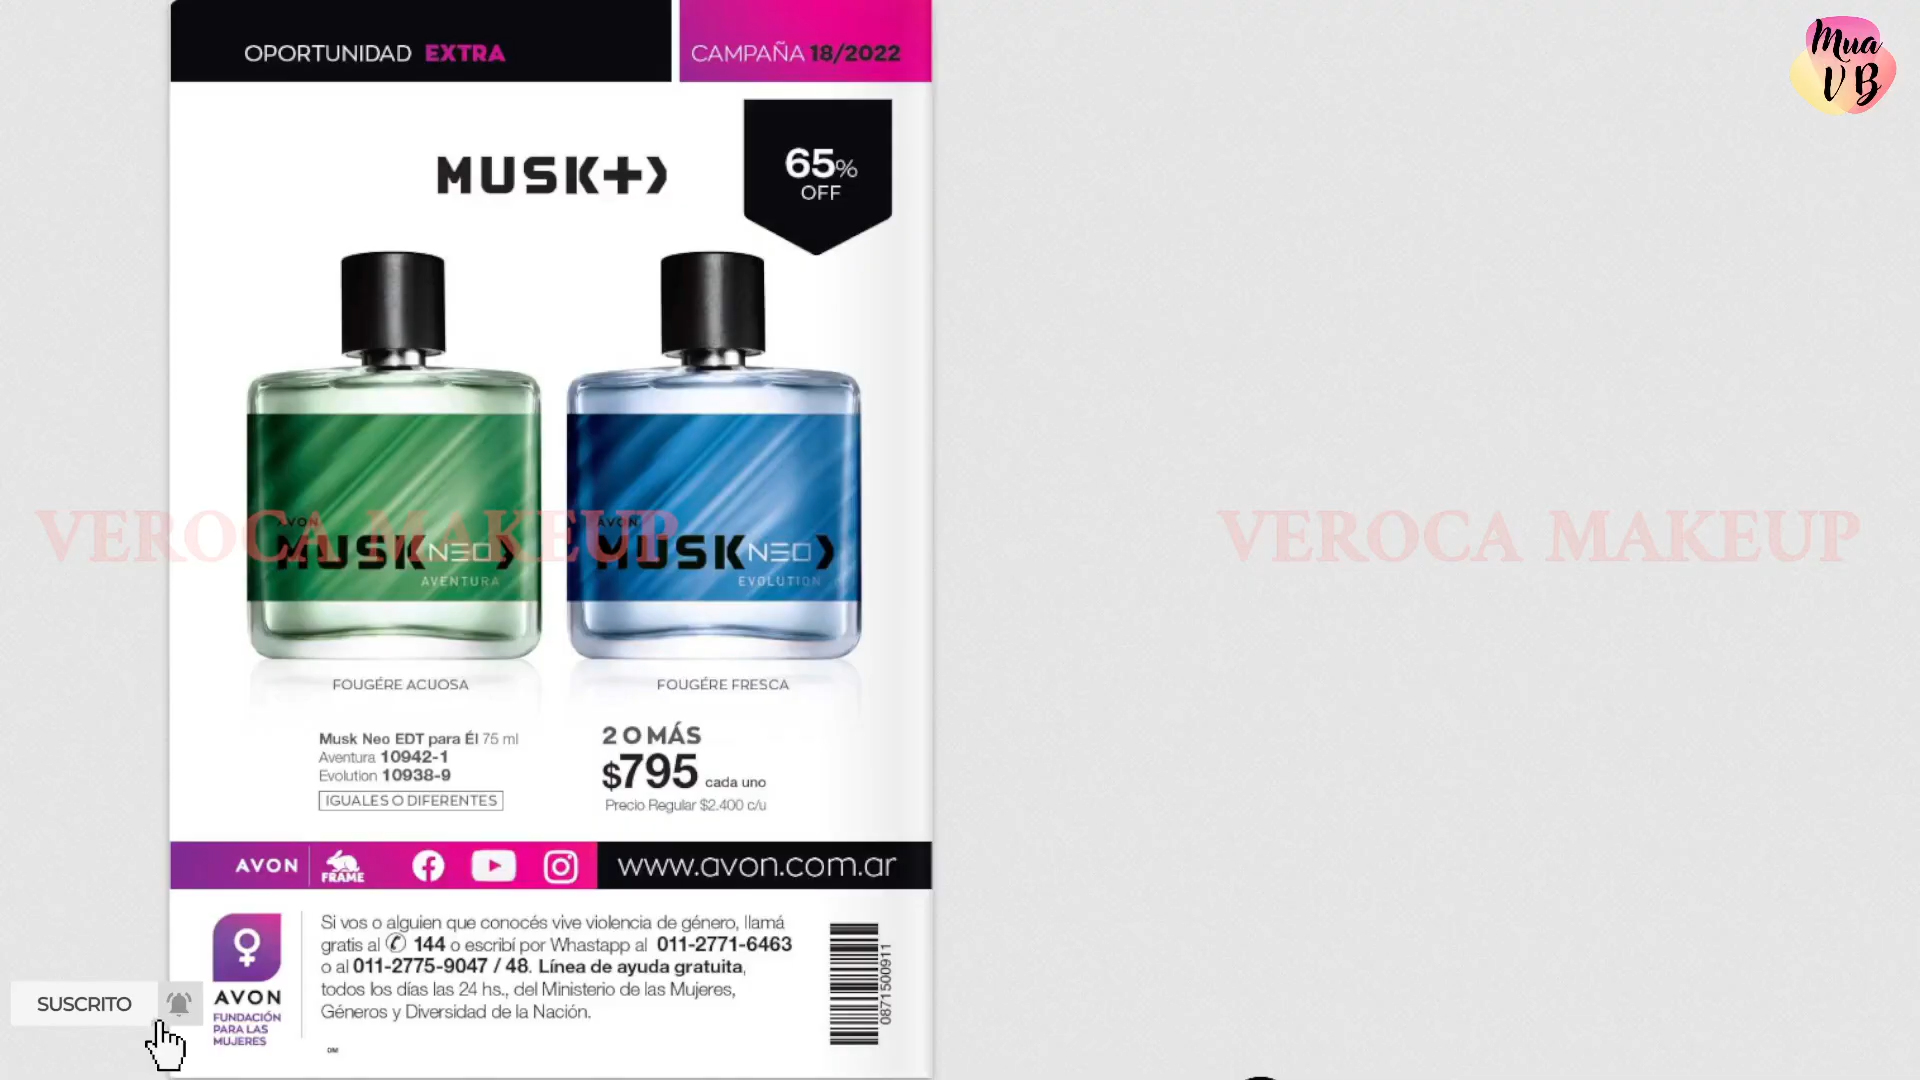 OPORTUNIDAD EXTRA
CAMPAÑA 18/2022
Mua
VB
MUSK+>
65%
OFF
AVON
MUSK NEO>
AVENTURA
AVON
MUSK NEO>
EVOLUTION
VEROCA MAKEUP
VEROCA MAKEUP
FOUGÉRE ACUOSA
FOUGÉRE FRESCA
Musk Neo EDT para Él 75 ml
Aventura 10942-1
Evolution 10938-9
IGUALES O DIFERENTES
2 O MÁS
$795 cada uno
Precio Regular $2.400 c/u
AVON
FRAME
www.avon.com.ar
Si vos o alguien que conocés vive violencia de género, llamá
gratis al 144 o escribí por Whastapp al 011-2771-6463
o al 011-2775-9047 / 48. Línea de ayuda gratuita,
todos los días las 24 hs., del Ministerio de las Mujeres,
Géneros y Diversidad de la Nación.
AVON
FUNDACIÓN
PARA LAS
MUJERES
0871500911
SUSCRITO